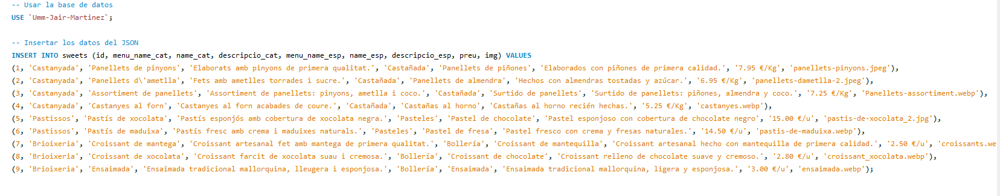 -- Usar la base de datos
USE `Umm-Jair-Martinez`;
-- Insertar los datos del JSON
INSERT INTO sweets (id, menu_name_cat, name_cat, descripcio_cat, menu_name_esp, name_esp, descripcio_esp, preu, img) VALUES
(1, 'Castanyada', 'Panellets de pinyons', 'Elaborats amb pinyons de primera qualitat.', 'Castañada', 'Panellets de piñones', 'Elaborados con piñones de primera calidad.', '7.95 €/Kg', 'panellets-pinyons.jpeg'),
(2, 'Castanyada', 'Panellets d\'ametlla', 'Fets amb ametlles torrades i sucre.', 'Castañada', 'Panellets de almendra', 'Hechos con almendras tostadas y azúcar.', '6.95 €/Kg', 'panellets-dametlla-2.jpeg'),
(3, 'Castanyada', 'Assortiment de panellets', 'Assortiment de panellets: pinyons, ametlla i coco.', 'Castañada', 'Surtido de panellets', 'Surtido de panellets: piñones, almendra y coco.', '7.25 €/Kg', 'Panellets-assortiment.webp'),
(4, 'Castanyada', 'Castanyes al forn', 'Castanyes al forn acabades de coure.', 'Castañada', 'Castañas al horno', 'Castañas al horno recién hechas.', '5.25 €/Kg', 'castanyes.webp'),
(5, 'Pastissos', 'Pastís de xocolata', 'Pastís esponjós amb cobertura de xocolata negra.', 'Pasteles', 'Pastel de chocolate', 'Pastel esponjoso con cobertura de chocolate negro', '15.00 €/u', 'pastis-de-xocolata_2.jpg'),
(6, 'Pastissos', 'Pastís de maduixa', 'Pastís fresc amb crema i maduixes naturals.', 'Pasteles', 'Pastel de fresa', 'Pastel fresco con crema y fresas naturales.', '14.50 €/u', 'pastis-de-maduixa.webp'),
(7, 'Brioixeria', 'Croissant de mantega', 'Croissant artesanal fet amb mantega de primera qualitat.', 'Bollería', 'Croissant de mantequilla', 'Croissant artesanal hecho con mantequilla de primera calidad.', '2.50 €/u', 'croissants.we
(8, 'Brioixeria', 'Croissant de xocolata', 'Croissant farcit de xocolata suau i cremosa.', 'Bollería', 'Croissant de chocolate', 'Croissant relleno de chocolate suave y cremoso.', '2.80 €/u', 'croissant_xocolata.webp'),
(9, 'Brioixeria', 'Ensaimada', 'Ensaimada tradicional mallorquina, lleugera i esponjosa.', 'Bollería', 'Ensaimada', 'Ensaimada tradicional mallorquina, ligera y esponjosa.', '3.00 €/u', 'ensaimada.webp');